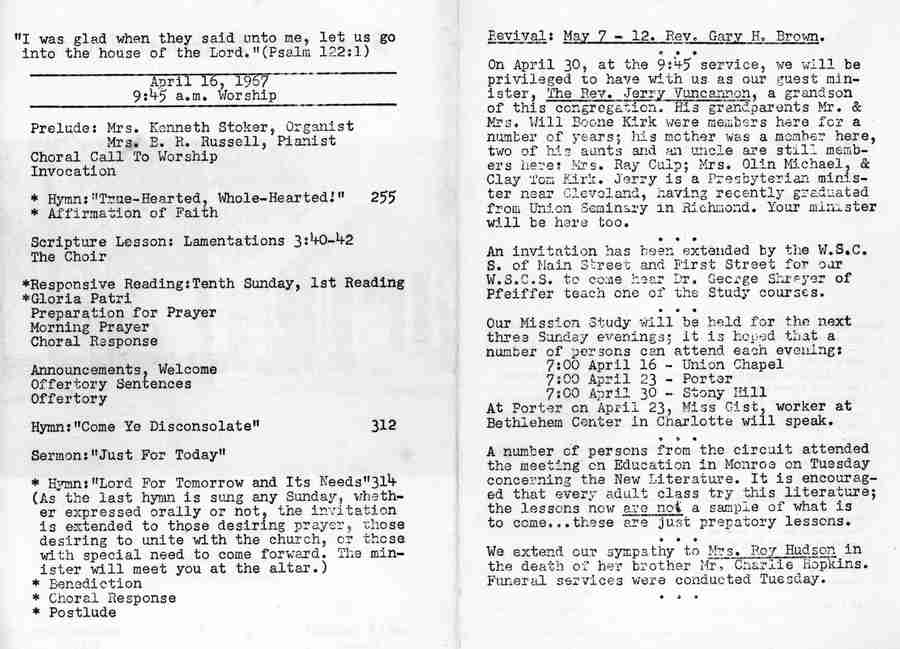 "I was glad when they said unto me, let us go
into the house of the Lord."(Psalm 122:1)
April 16, 1967
9:45 a.m. Worship
Prelude: Mrs. Kenneth Stoker, Organist
Mrs. B. R. Russell, Pianist
Choral Call To Worship
Invocation
* Hymn:"True-Hearted, Whole-Hearted!" 255
* Affirmation of Faith
Scripture Lesson: Lamentations 3:40-42
The Choir
*Responsive Reading:Tenth Sunday, 1st Reading
*Gloria Patri
Preparation for Prayer
Morning Prayer
Choral Response
Announcements, Welcome
Offertory Sentences
Offertory
Hymn:"Come Ye Disconsolate" 312
Sermon:"Just For Today"
* Hymn:"Lord For Tomorrow and Its Needs"314
(As the last hymn is sung any Sunday, wheth-
er expressed orally or not, the invitation
is extended to those desiring prayer, those
desiring to unite with the church, or those
with special need to come forward. The min-
ister will meet you at the altar.)
* Benediction
* Choral Response
* Postlude
Revival: May 7 - 12. Rev. Gary H. Brown.
* * *
On April 30, at the 9:45 service, we will be
privileged to have with us as our guest min-
ister, The Rev. Jerry Vuncannon, a grandson
of this congregation. His grandparents Mr. &
Mrs. Will Boone Kirk were members here for a
number of years; his mother was a member here,
two of his aunts and an uncle are still memb-
ers here: Mrs. Ray Culp; Mrs. Olin Michael, &
Clay Tom Kirk. Jerry is a Presbyterian minis-
ter near Cleveland, having recently graduated
from Union Seminary in Richmond. Your minister
will be here too.
* * *
An invitation has been extended by the W.S.C.
S. of Main Street and First Street for our
W.S.C.S. to come hear Dr. George Shreyer of
Pfeiffer teach one of the Study courses.
* * *
Our Mission Study will be held for the next
three Sunday evenings; it is hoped that a
number of persons can attend each evening:
7:00 April 16 - Union Chapel
7:00 April 23 - Porter
7:00 April 30 - Stony Hill
At Porter on April 23, Miss Gist, worker at
Bethlehem Center in Charlotte will speak.
* * *
A number of persons from the circuit attended
the meeting on Education in Monroe on Tuesday
concerning the New Literature. It is encourag-
ed that every adult class try this literature;
the lessons now are not a sample of what is
to come...these are just prepatory lessons.
* * *
We extend our sympathy to Mrs. Roy Hudson in
the death of her brother Mr. Charlie Hopkins.
Funeral services were conducted Tuesday.
* * *